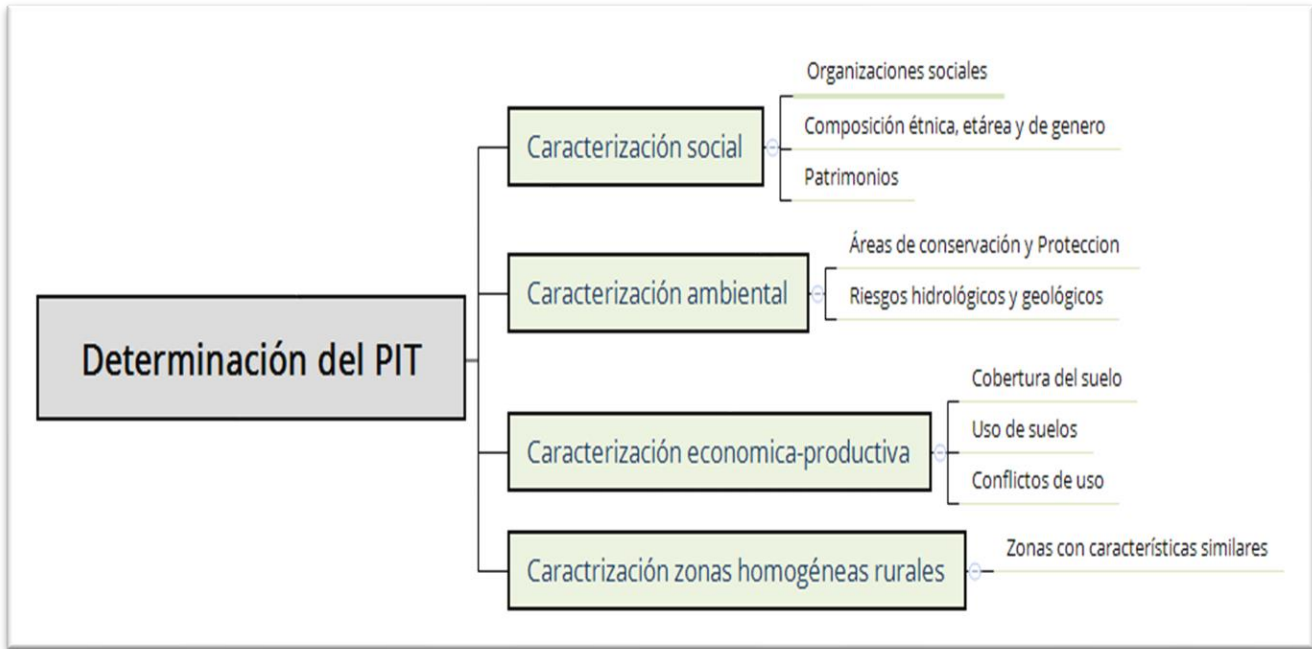 Determinación del PIT
Caracterización social
Organizaciones sociales
Composición étnica, etárea y de genero
Patrimonios
Caracterización ambiental
Áreas de conservación y Proteccion
Riesgos hidrológicos y geológicos
Caracterización economica-productiva
Cobertura del suelo
Uso de suelos
Conflictos de uso
Caractrización zonas homogéneas rurales
Zonas con características similares